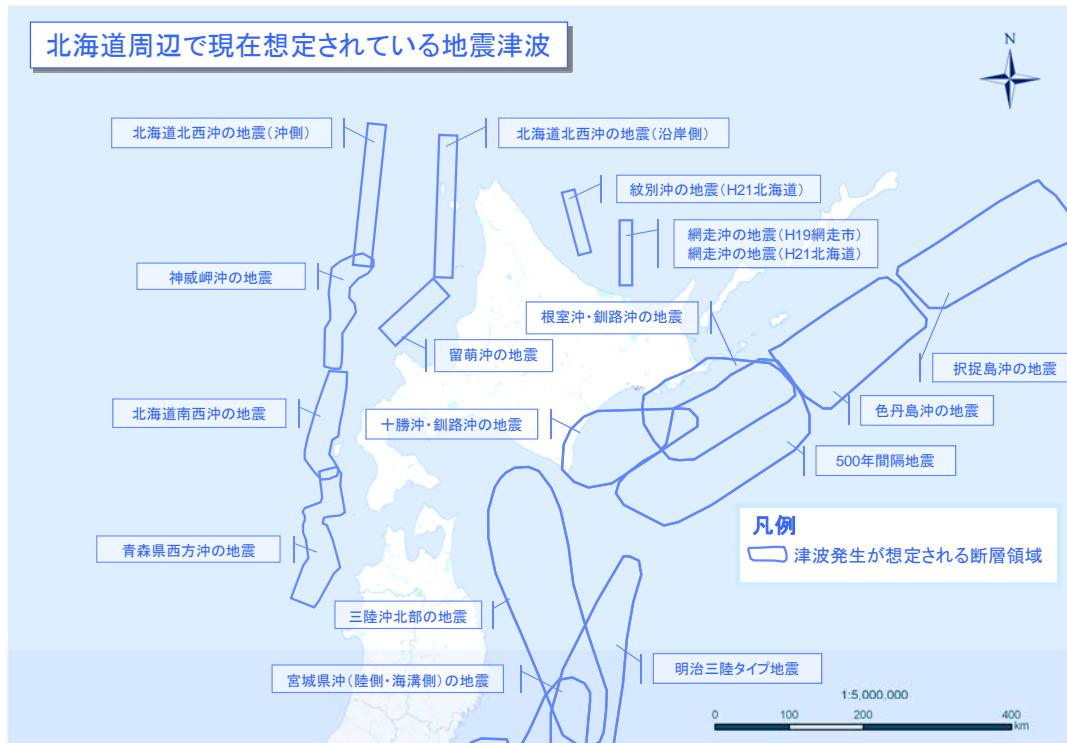 北海道周辺で現在想定されている地震津波
N
北海道北西沖の地震(沖側)
北海道北西沖の地震(沿岸側)
紋別沖の地震(H21北海道)
網走沖の地震(H19網走市)
網走沖の地震(H21北海道)
神威岬沖の地震
根室沖・釧路沖の地震
留萌沖の地震
択捉島沖の地震
北海道南西沖の地震
十勝沖・釧路沖の地震
色丹島沖の地震
500年間隔地震
凡例
津波発生が想定される断層領域
青森県西方沖の地震
三陸沖北部の地震
明治三陸タイプ地震
宮城県沖(陸側・海溝側)の地震
1:5,000,000
0 100 200 400
km